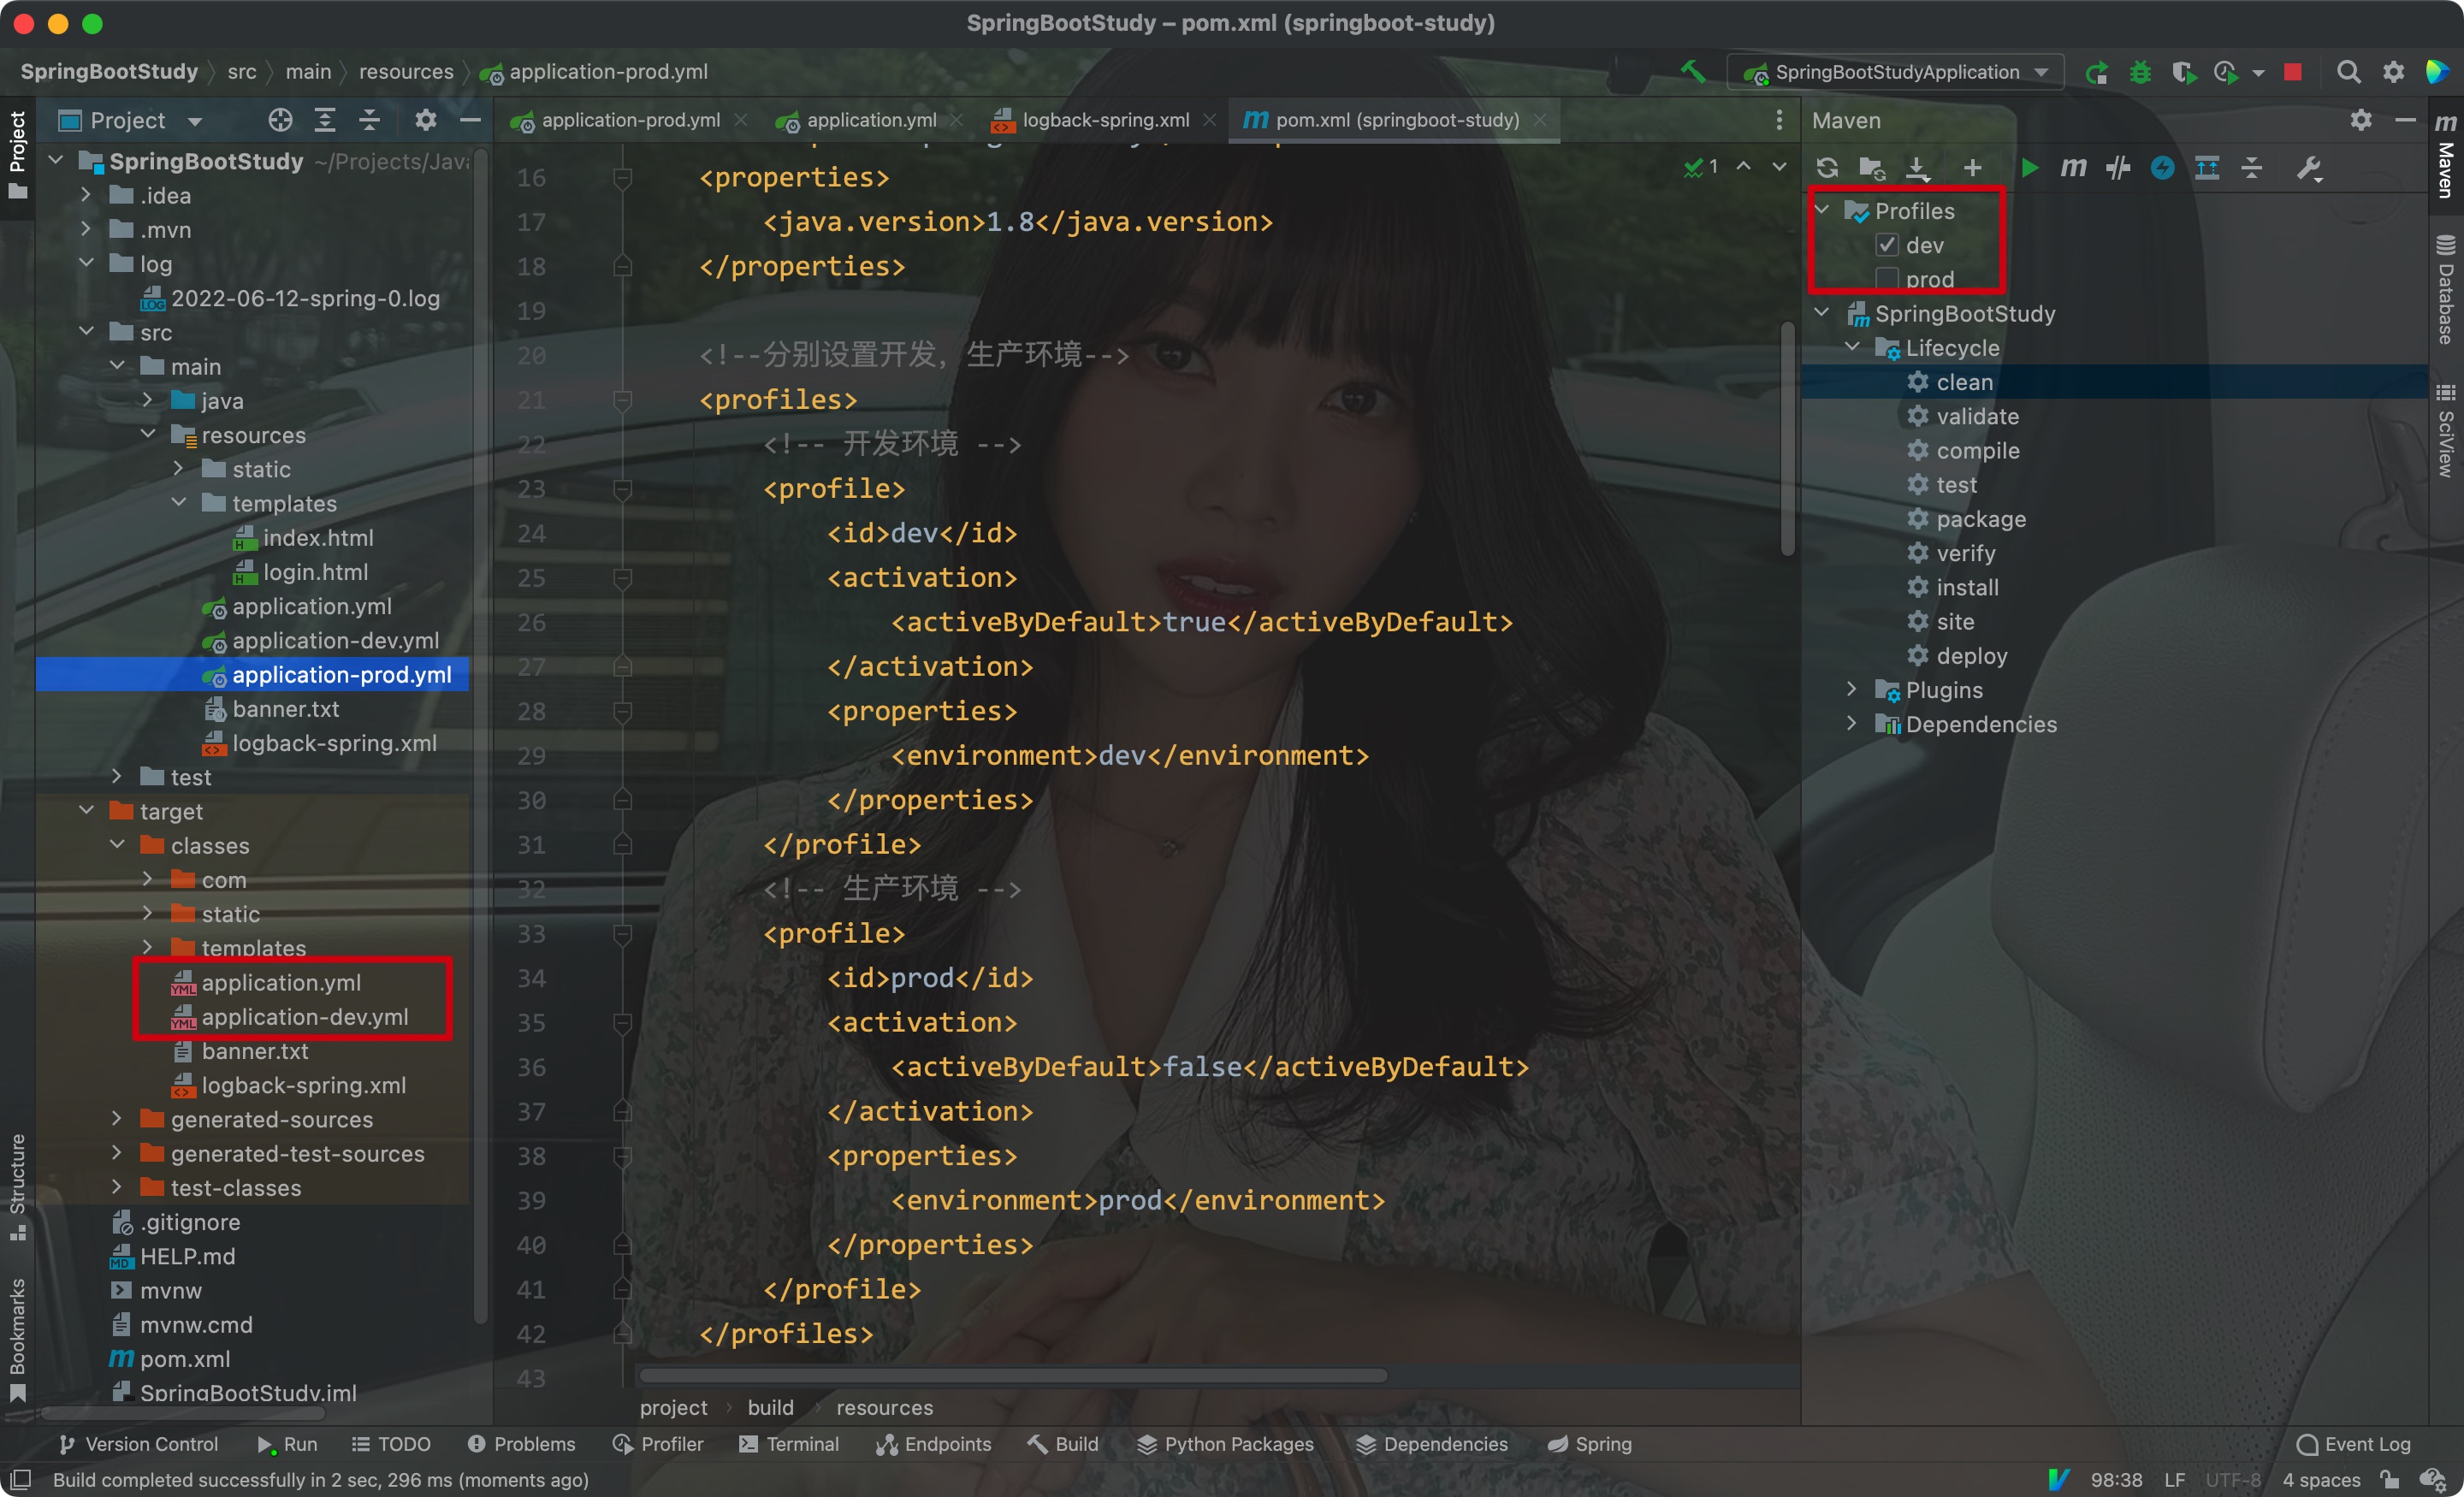 SpringBootStudy – pom.xml (springboot-study)
SpringBootStudy
src
main
resources
application-prod.yml
SpringBootStudyApplication
Project
application-prod.yml
application.yml
logback-spring.xml
pom.xml (springboot-study)
Maven
Project
SpringBootStudy ~/Projects/Java
.idea
.mvn
log
2022-06-12-spring-0.log
src
main
java
resources
static
templates
index.html
login.html
application.yml
application-dev.yml
application-prod.yml
banner.txt
logback-spring.xml
test
target
classes
com
static
templates
application.yml
application-dev.yml
banner.txt
logback-spring.xml
generated-sources
generated-test-sources
test-classes
.gitignore
HELP.md
mvnw
mvnw.cmd
pom.xml
SpringBootStudy.iml
Structure
Bookmarks
1
16 <properties>
17 <java.version>1.8</java.version>
18 </properties>
19
20 <!--分别设置开发，生产环境-->
21 <profiles>
22 <!-- 开发环境 -->
23 <profile>
24 <id>dev</id>
25 <activation>
26 <activeByDefault>true</activeByDefault>
27 </activation>
28 <properties>
29 <environment>dev</environment>
30 </properties>
31 </profile>
32 <!-- 生产环境 -->
33 <profile>
34 <id>prod</id>
35 <activation>
36 <activeByDefault>false</activeByDefault>
37 </activation>
38 <properties>
39 <environment>prod</environment>
40 </properties>
41 </profile>
42 </profiles>
43
project
build
resources
Profiles
dev
prod
SpringBootStudy
Lifecycle
clean
validate
compile
test
package
verify
install
site
deploy
Plugins
Dependencies
Maven
Database
SciView
Version Control
Run
TODO
Problems
Profiler
Terminal
Endpoints
Build
Python Packages
Dependencies
Spring
Event Log
Build completed successfully in 2 sec, 296 ms (moments ago)
98:38
LF
UTF-8
4 spaces